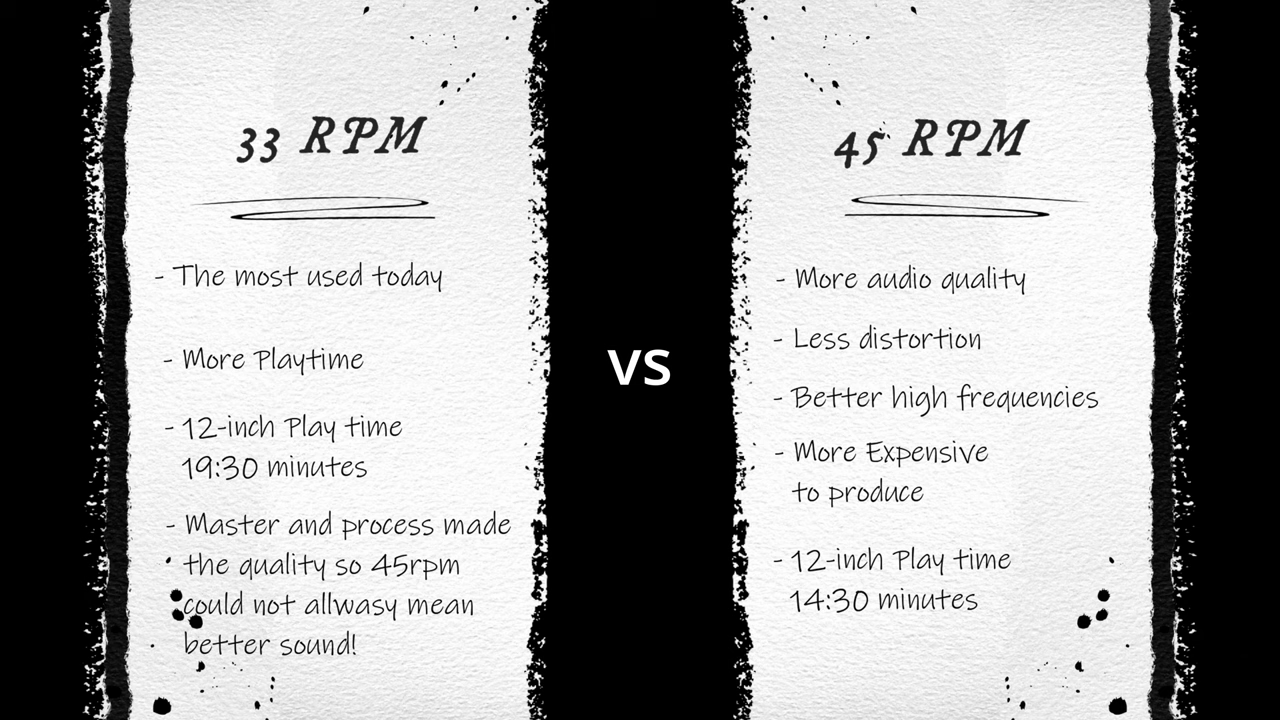 33 RPM
- The most used today
- More Playtime
- 12-inch Play time
19:30 minutes
- Master and process made
the quality so 45rpm
could not allwasy mean
better sound!
VS
45 RPM
- More audio quality
- Less distortion
- Better high frequencies
- More Expensive
to produce
- 12-inch Play time
14:30 minutes